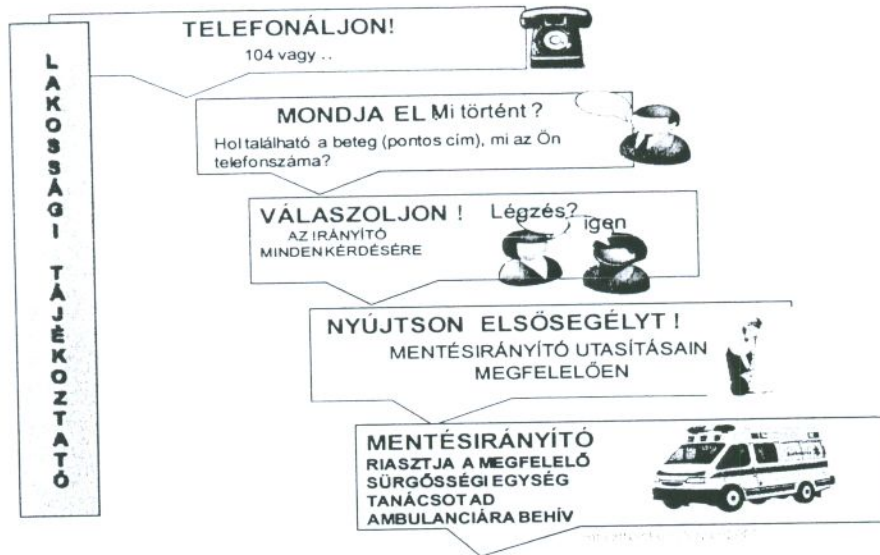 LAKOSSÁGI TÁJÉKOZTATÓ
TELEFONÁLJON!
104 vagy ..
MONDJA EL Mi történt?
Hol található a beteg (pontos cím), mi az Ön
telefonszáma?
VÁLASZOLJON ! Légzés?
igen
AZ IRÁNYÍTÓ
MINDEN KÉRDÉSÉRE
NYÚJTSON ELSŐSEGÉLYT !
MENTÉSIRÁNYÍTÓ UTASÍTÁSAIN
MEGFELELŐEN
MENTÉSIRÁNYÍTÓ
RIASZTJA A MEGFELELŐ
SÜRGŐSSÉGI EGYSÉG
TANÁCSOT AD
AMBULANCIÁRA BEHÍV